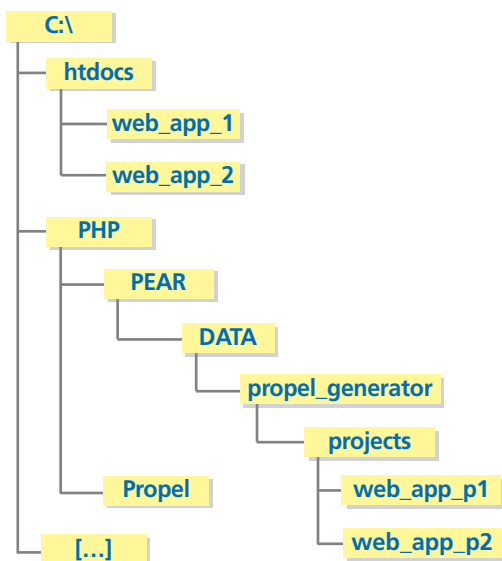 C:\
htdocs
web_app_1
web_app_2
PHP
PEAR
DATA
propel_generator
projects
web_app_p1
Propel
web_app_p2
[...]